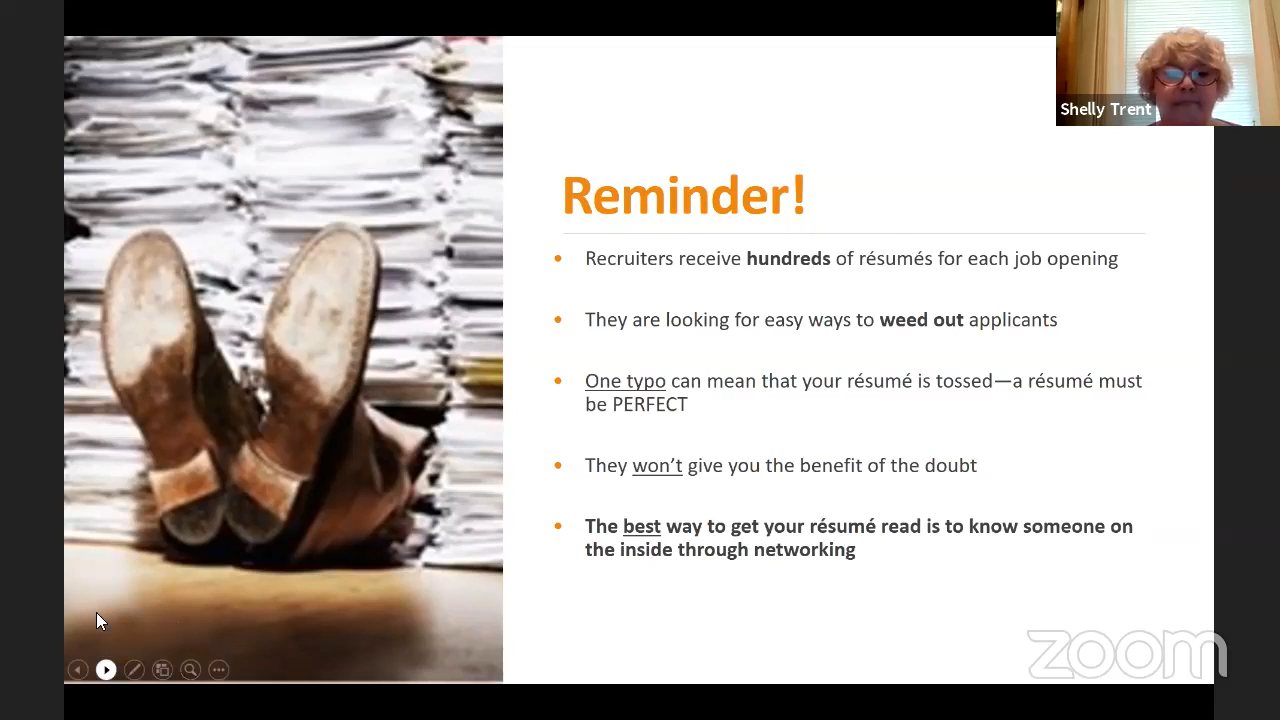 Shelly Trent
Reminder!
• Recruiters receive hundreds of résumés for each job opening
• They are looking for easy ways to weed out applicants
• One typo can mean that your résumé is tossed—a résumé must
be PERFECT
• They won’t give you the benefit of the doubt
• The best way to get your résumé read is to know someone on
the inside through networking
zoom